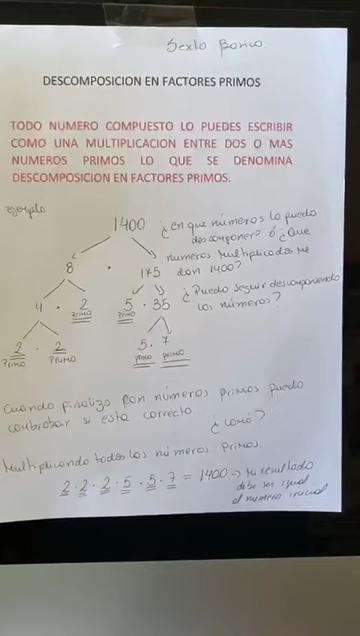 Sexto Basico
DESCOMPOSICION EN FACTORES PRIMOS
TODO NUMERO COMPUESTO LO PUEDES ESCRIBIR
COMO UNA MULTIPLICACION ENTRE DOS O MAS
NUMEROS PRIMOS LO QUE SE DENOMINA
DESCOMPOSICION EN FACTORES PRIMOS.
ejemplo
1400 ¿en que números lo puedo
descomponer? ó ¿Que
números multiplicados me
8 · 175 dan 1400?
¿Puedo seguir descomponiendo
los números?
4 · 2 5 · 35
Primo Primo
2 · 2 5 · 7
Primo Primo primo primo
Cuando finalizo con números primos puedo
combrobar si esta correcto.
¿como?
Multiplicando todos los números primos.
2 · 2 · 2 · 5 · 5 · 7 = 1400 → Mi resultado
debe ser igual
al numero inicial